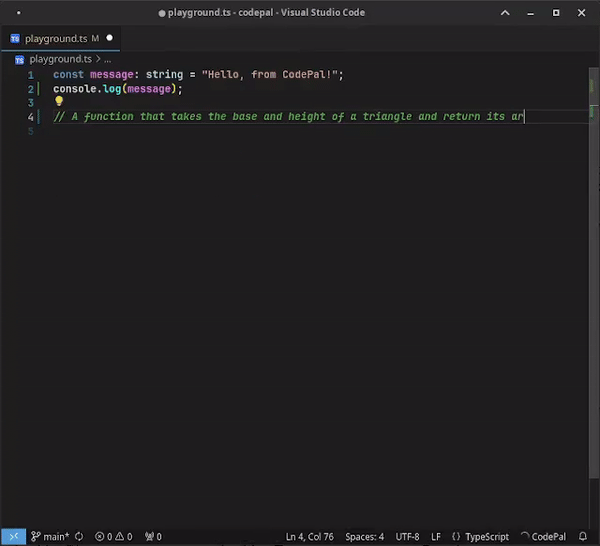 playground.ts - codepal - Visual Studio Code
TS playground.ts M
TS playground.ts > ...
1 const message: string = "Hello, from CodePal!";
2 console.log(message);
3
4 // A function that takes the base and height of a triangle and return its ar
5
main* 0 0 0 Ln 4, Col 76 Spaces: 4 UTF-8 LF {} TypeScript CodePal